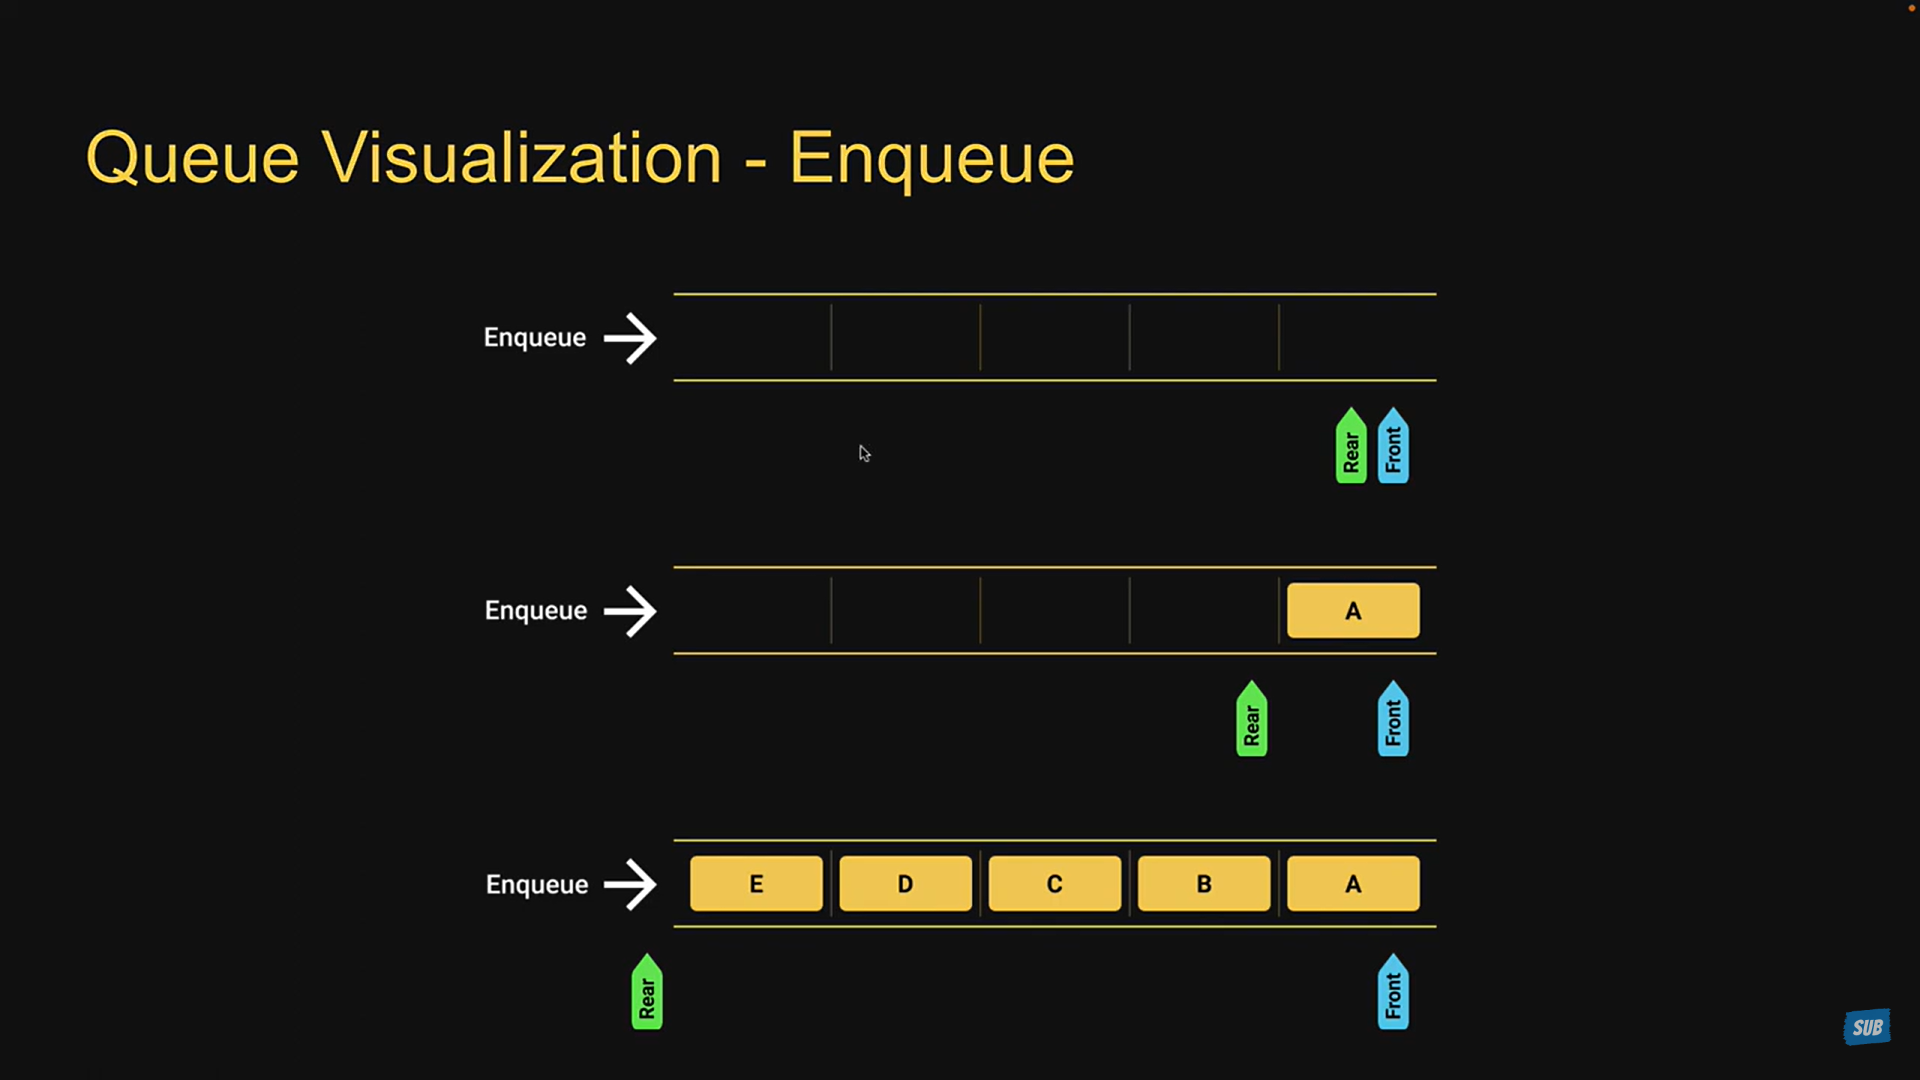 Queue Visualization - Enqueue
Enqueue
Rear
Front
Enqueue
A
Rear
Front
Enqueue
E
D
C
B
A
Rear
Front
SUB